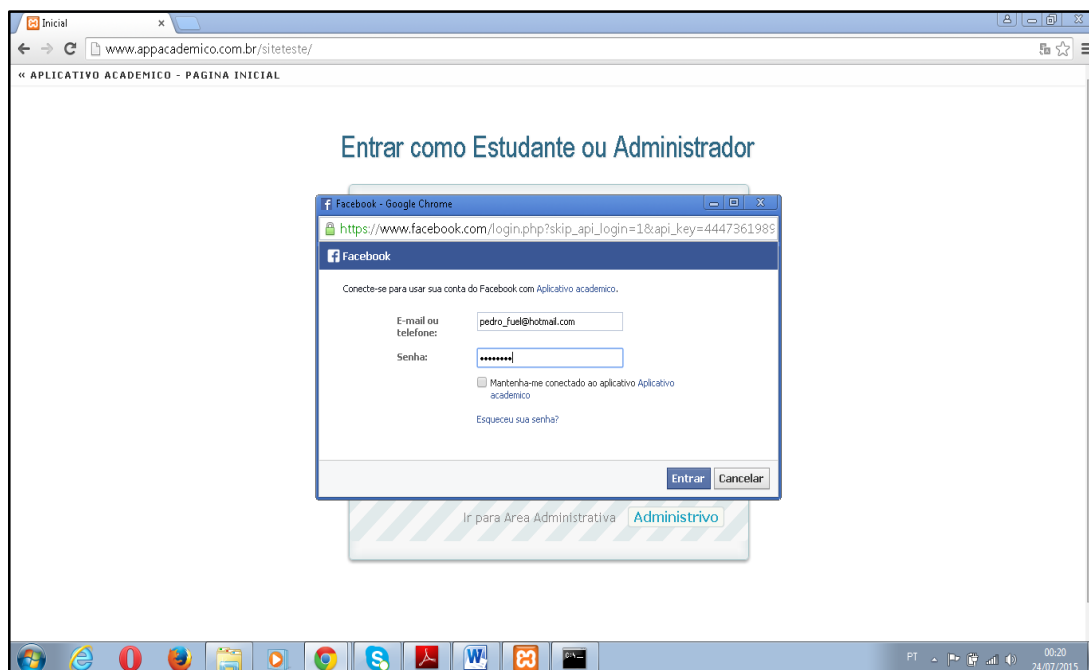 Inicial
www.appacademico.com.br/siteteste/
« APLICATIVO ACADEMICO - PAGINA INICIAL
Entrar como Estudante ou Administrador
Facebook - Google Chrome
https://www.facebook.com/login.php?skip_api_login=1&api_key=4447361989
Facebook
Conecte-se para usar sua conta do Facebook com Aplicativo academico.
E-mail ou
telefone:
pedro_fuel@hotmail.com
Senha:
Mantenha-me conectado ao aplicativo Aplicativo
academico
Esqueceu sua senha?
Entrar Cancelar
Ir para Area Administrativa Administrivo
PT
00:20
24/07/2015